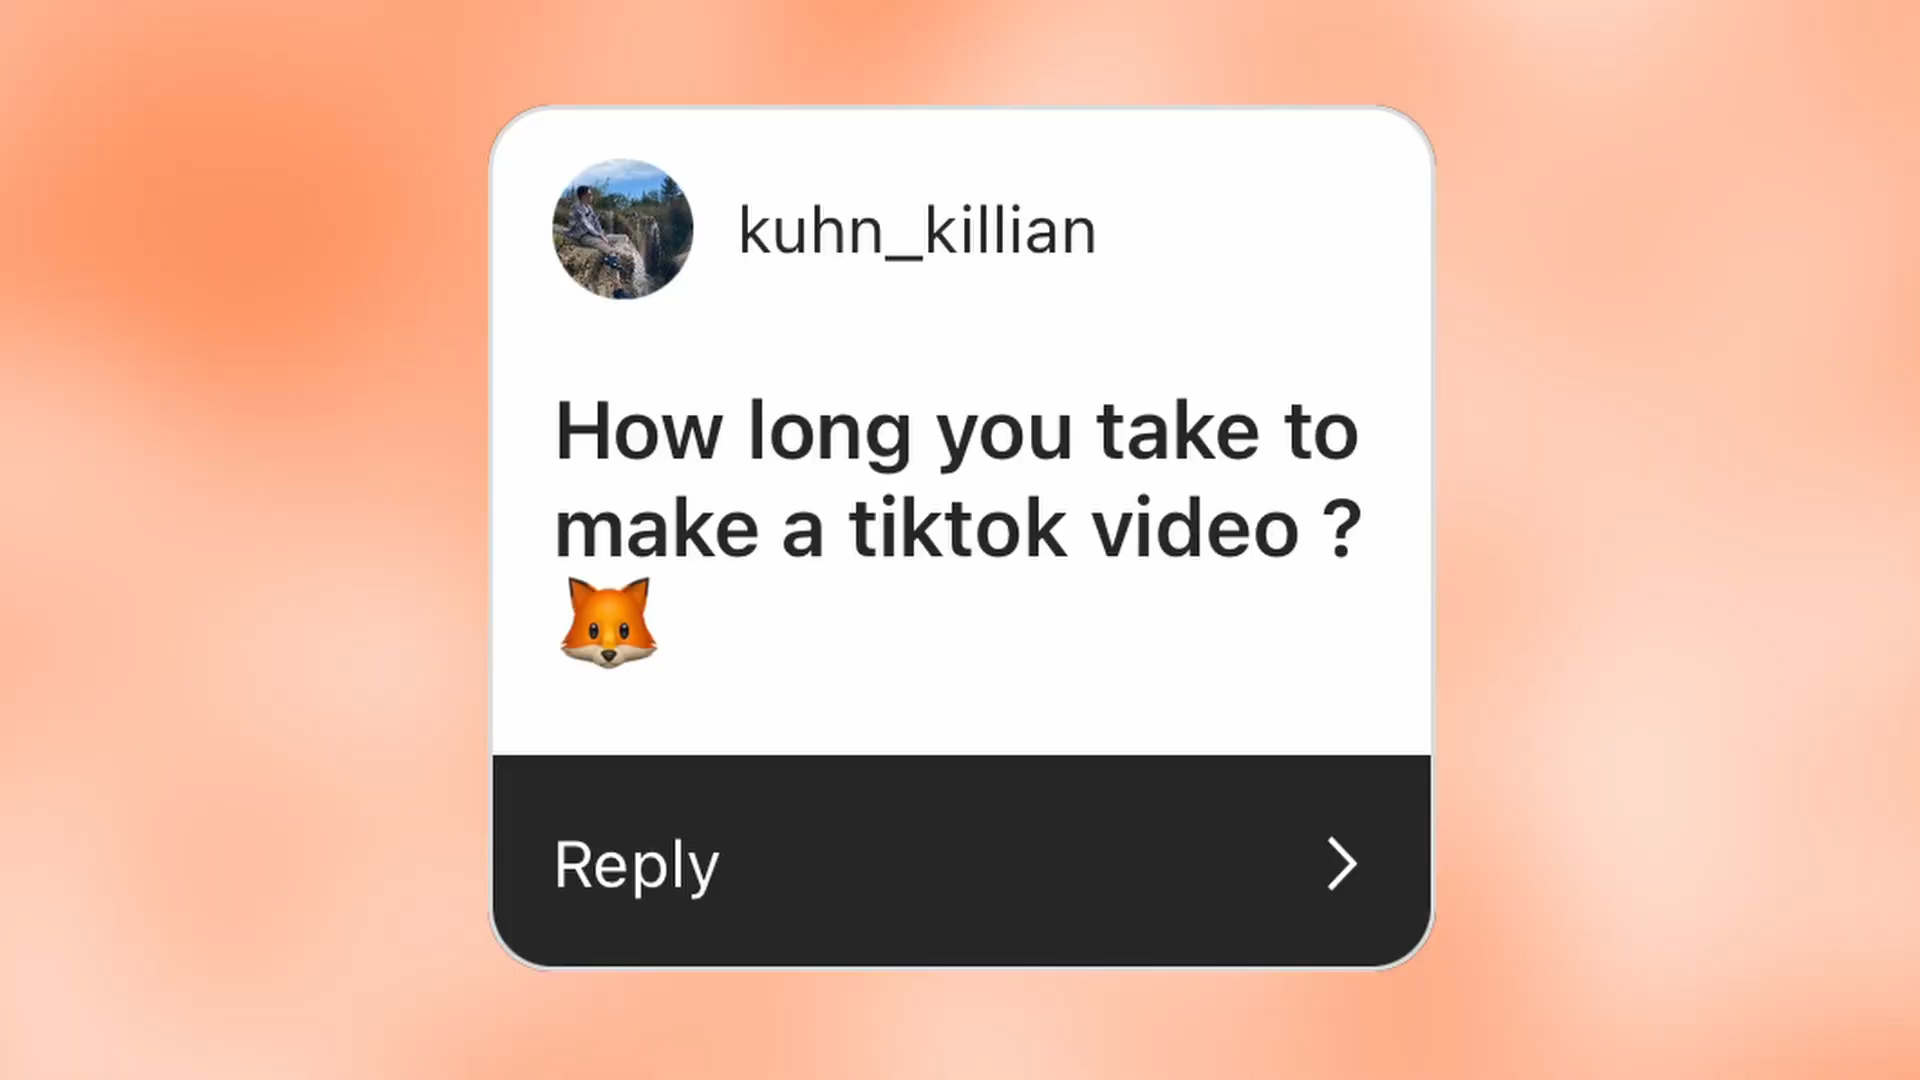 kuhn_killian
How long you take to
make a tiktok video ?
🦊
Reply